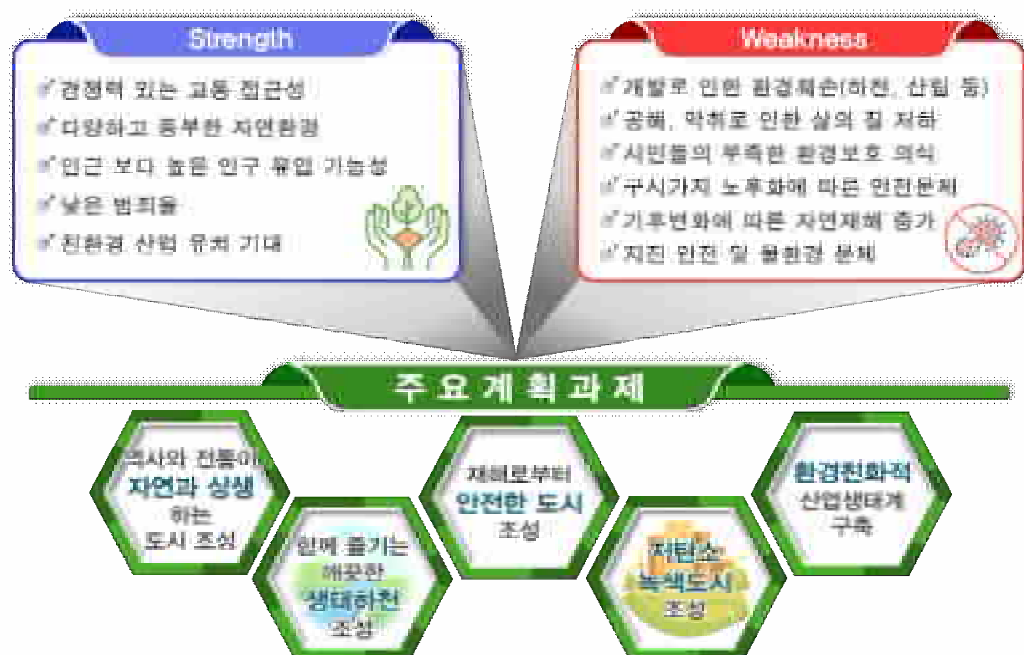 Strength
경쟁력 있는 교통 접근성
다양하고 풍부한 자연환경
인근 보다 높은 인구 유입 가능성
낮은 범죄율
친환경 산업 유치 기대
Weakness
개발로 인한 환경훼손(하천, 산림 등)
공해, 악취로 인한 삶의 질 저하
시민들의 부족한 환경보호 의식
구시가지 노후화에 따른 안전문제
기후변화에 따른 자연재해 증가
지진 안전 및 물환경 문제
주요계획과제
역사와 전통이
자연과 상생
하는
도시 조성
함께 즐기는
깨끗한
생태하천
조성
재해로부터
안전한 도시
조성
저탄소
녹색도시
조성
환경친화적
산업생태계
구축